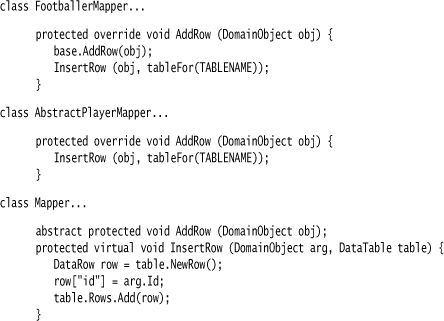 class FootballerMapper...
protected override void AddRow (DomainObject obj) {
base.AddRow(obj);
InsertRow (obj, tableFor(TABLENAME));
}
class AbstractPlayerMapper...
protected override void AddRow (DomainObject obj) {
InsertRow (obj, tableFor(TABLENAME));
}
class Mapper...
abstract protected void AddRow (DomainObject obj);
protected virtual void InsertRow (DomainObject arg, DataTable table) {
DataRow row = table.NewRow();
row["id"] = arg.Id;
table.Rows.Add(row);
}